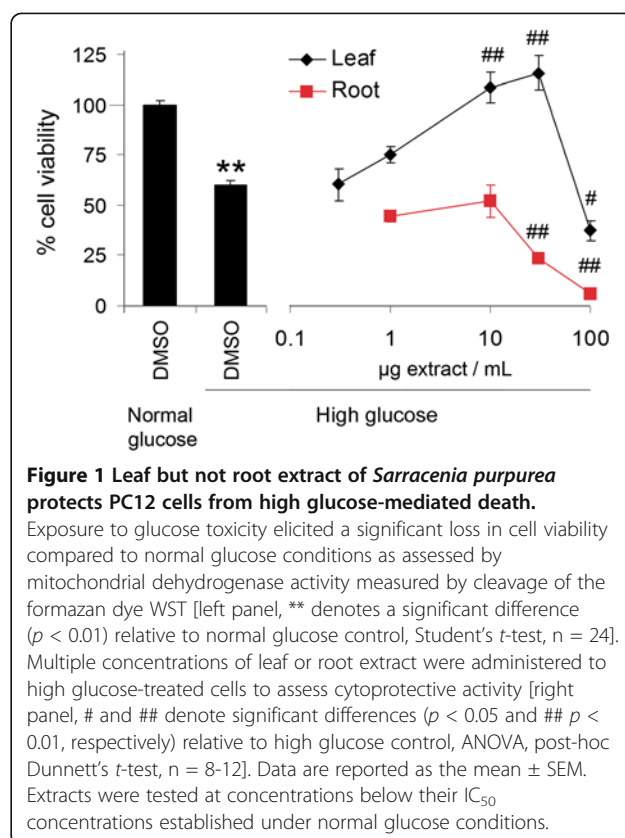 125
100
75
50
25
0
% cell viability
**
Leaf
Root
##
##
#
##
##
DMSO
DMSO
0.1 1 10 100
µg extract / mL
Normal glucose
High glucose
Figure 1 Leaf but not root extract of Sarracenia purpurea
protects PC12 cells from high glucose-mediated death.
Exposure to glucose toxicity elicited a significant loss in cell viability
compared to normal glucose conditions as assessed by
mitochondrial dehydrogenase activity measured by cleavage of the
formazan dye WST [left panel, ** denotes a significant difference
(p < 0.01) relative to normal glucose control, Student's t-test, n = 24].
Multiple concentrations of leaf or root extract were administered to
high glucose-treated cells to assess cytoprotective activity [right
panel, # and ## denote significant differences (p < 0.05 and ## p <
0.01, respectively) relative to high glucose control, ANOVA, post-hoc
Dunnett's t-test, n = 8-12]. Data are reported as the mean ± SEM.
Extracts were tested at concentrations below their IC50
concentrations established under normal glucose conditions.